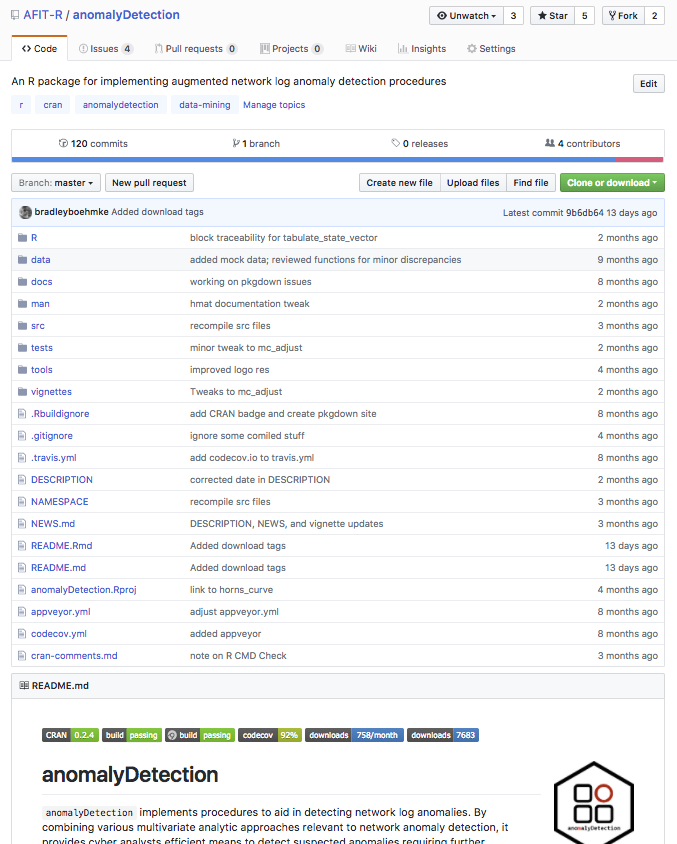 AFIT-R / anomalyDetection
Unwatch 3 Star 5 Fork 2
Code Issues 4 Pull requests 0 Projects 0 Wiki Insights Settings
An R package for implementing augmented network log anomaly detection procedures Edit
r cran anomalydetection data-mining Manage topics
120 commits 1 branch 0 releases 4 contributors
Branch: master New pull request Create new file Upload files Find file Clone or download
bradleyboehmke Added download tags Latest commit 9b6db64 13 days ago
R block traceability for tabulate_state_vector 2 months ago
data added mock data; reviewed functions for minor discrepancies 9 months ago
docs working on pkgdown issues 8 months ago
man hmat documentation tweak 2 months ago
src recompile src files 3 months ago
tests minor tweak to mc_adjust 2 months ago
tools improved logo res 4 months ago
vignettes Tweaks to mc_adjust 2 months ago
.Rbuildignore add CRAN badge and create pkgdown site 8 months ago
.gitignore ignore some comiled stuff 4 months ago
.travis.yml add codecov.io to travis.yml 8 months ago
DESCRIPTION corrected date in DESCRIPTION 2 months ago
NAMESPACE recompile src files 3 months ago
NEWS.md DESCRIPTION, NEWS, and vignette updates 3 months ago
README.Rmd Added download tags 13 days ago
README.md Added download tags 13 days ago
anomalyDetection.Rproj link to horns_curve 4 months ago
appveyor.yml adjust appveyor.yml 8 months ago
codecov.yml added appveyor 8 months ago
cran-comments.md note on R CMD Check 3 months ago
README.md
CRAN 0.2.4 build passing build passing codecov 92% downloads 758/month downloads 7683
anomalyDetection
anomalyDetection
anomalyDetection implements procedures to aid in detecting network log anomalies. By
combining various multivariate analytic approaches relevant to network anomaly detection, it
provides cyber analysts efficient means to detect suspected anomalies requiring further